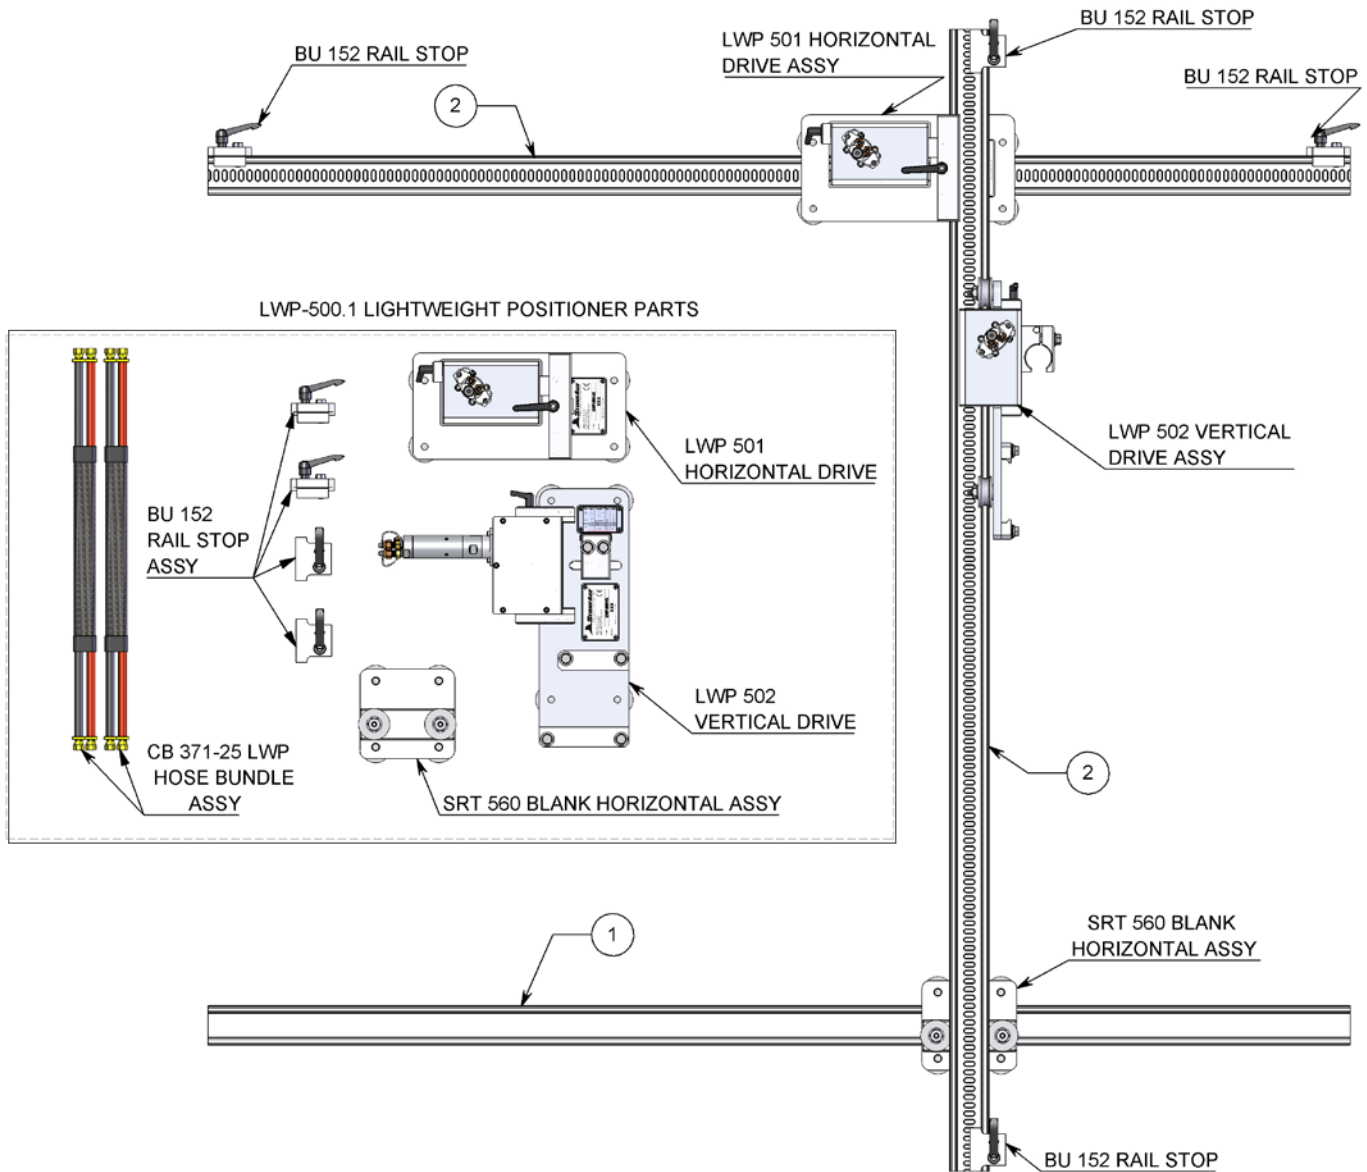 BU 152 RAIL STOP
LWP 501 HORIZONTAL
DRIVE ASSY
BU 152 RAIL STOP
BU 152 RAIL STOP
2
LWP-500.1 LIGHTWEIGHT POSITIONER PARTS
LWP 501
HORIZONTAL DRIVE
BU 152
RAIL STOP
ASSY
LWP 502
VERTICAL DRIVE
CB 371-25 LWP
HOSE BUNDLE
ASSY
SRT 560 BLANK HORIZONTAL ASSY
LWP 502 VERTICAL
DRIVE ASSY
2
1
SRT 560 BLANK
HORIZONTAL ASSY
BU 152 RAIL STOP